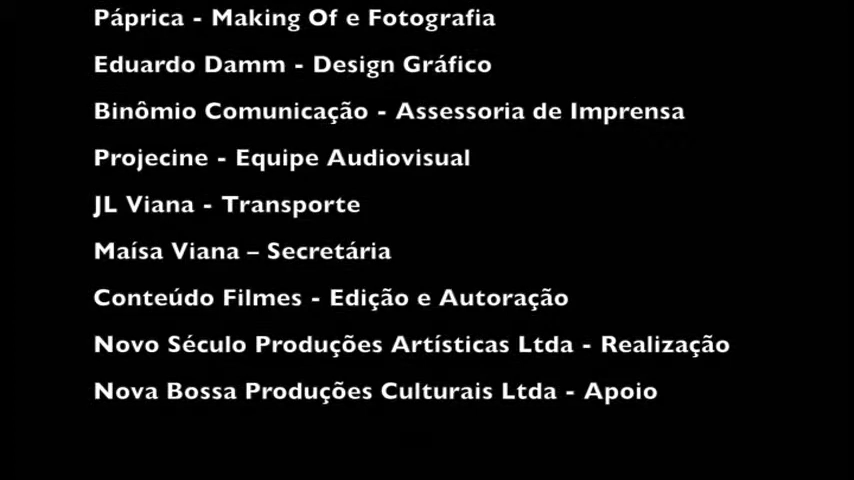 Páprica - Making Of e Fotografia
Eduardo Damm - Design Gráfico
Binômio Comunicação - Assessoria de Imprensa
Projecine - Equipe Audiovisual
JL Viana - Transporte
Maísa Viana – Secretária
Conteúdo Filmes - Edição e Autoração
Novo Século Produções Artísticas Ltda - Realização
Nova Bossa Produções Culturais Ltda - Apoio